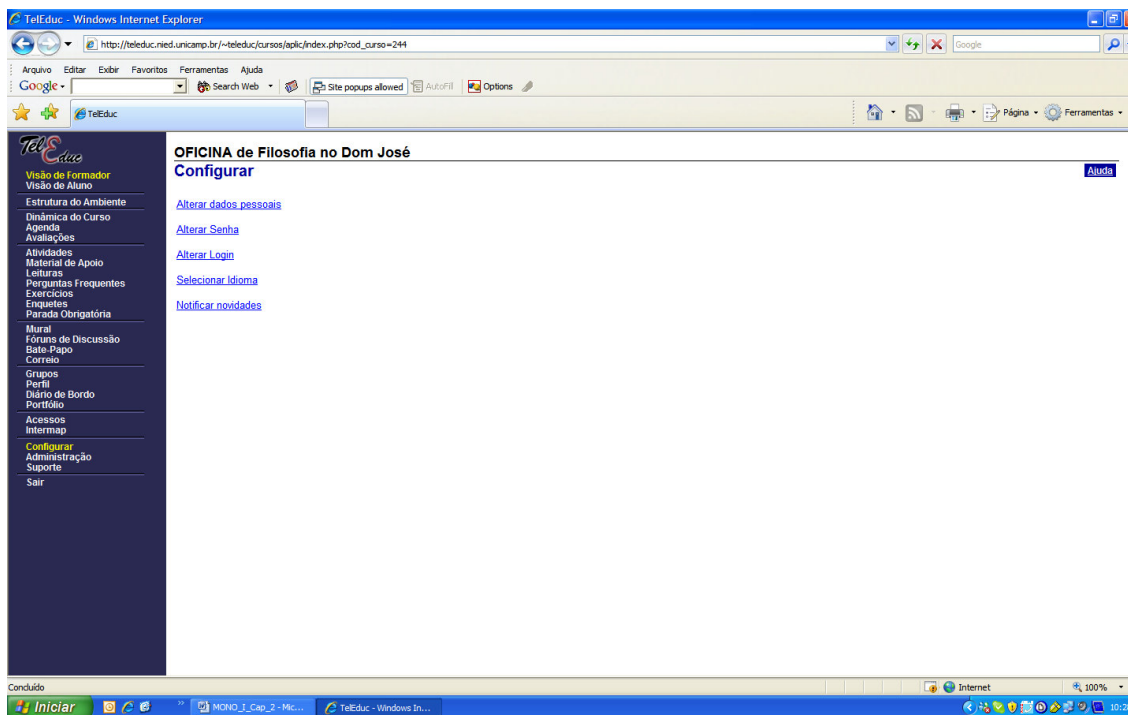 TelEduc - Windows Internet Explorer
http://teleduc.nied.unicamp.br/~teleduc/cursos/aplic/index.php?cod_curso=244
Google
Arquivo Editar Exibir Favoritos Ferramentas Ajuda
Google Search Web Site popups allowed AutoFill Options
TelEduc
Página Ferramentas
TelEduc
Visão de Formador
Visão de Aluno
Estrutura do Ambiente
Dinâmica do Curso
Agenda
Avaliações
Atividades
Material de Apoio
Leituras
Perguntas Frequentes
Exercícios
Enquetes
Parada Obrigatória
Mural
Fóruns de Discussão
Bate-Papo
Correio
Grupos
Perfil
Diário de Bordo
Portfólio
Acessos
Intermap
Configurar
Administração
Suporte
Sair
OFICINA de Filosofia no Dom José
Configurar
Ajuda
Alterar dados pessoais
Alterar Senha
Alterar Login
Selecionar Idioma
Notificar novidades
Concluído
Internet
100%
Iniciar
MONO_I_Cap_2 - Mic...
TelEduc - Windows In...